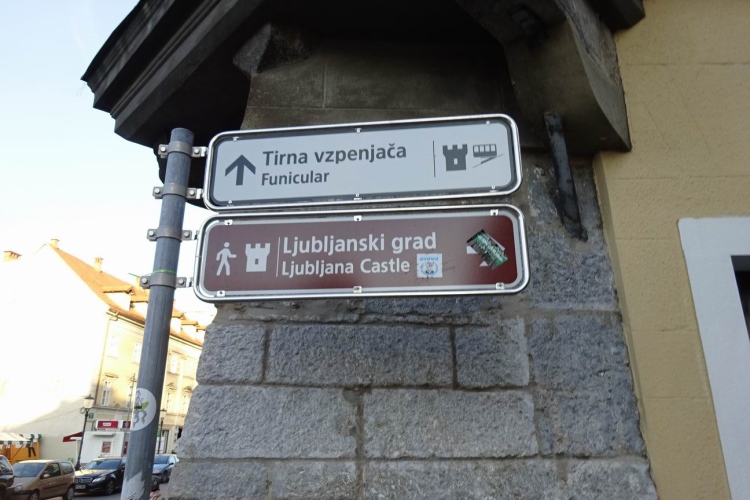 Tirna vzpenjača
Funicular
Ljubljanski grad
Ljubljana Castle